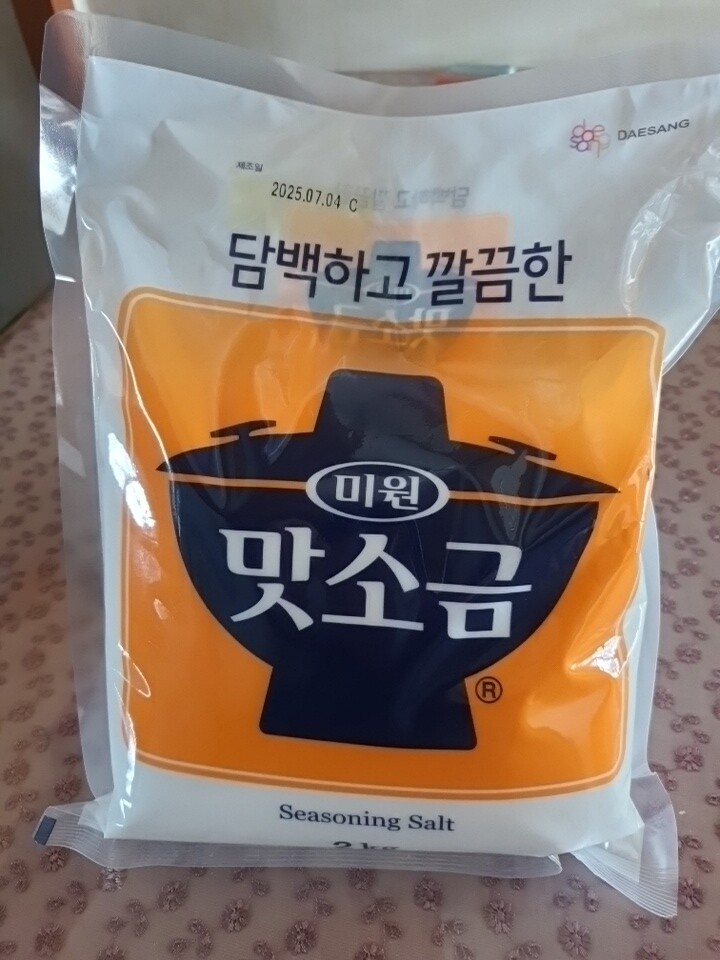 DAESANG
제조일
2025.07.04 C
담백하고 깔끔한
미원
맛소금
®
Seasoning Salt